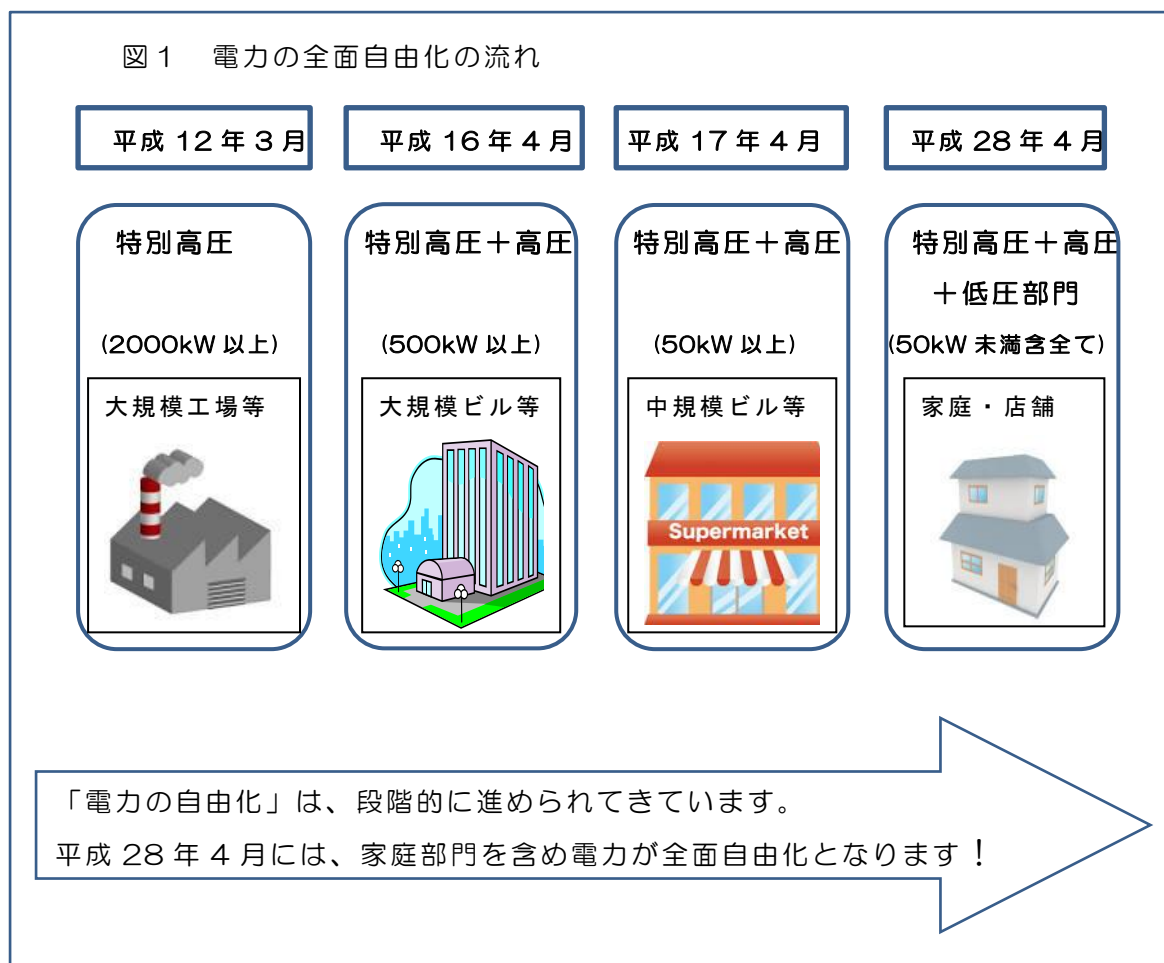 図１　電力の全面自由化の流れ
平成 12 年 3 月
平成 16 年 4 月
平成 17 年 4 月
平成 28 年 4 月
特別高圧
(2000kW 以上)
大規模工場等
特別高圧＋高圧
(500kW 以上)
大規模ビル等
特別高圧＋高圧
(50kW 以上)
中規模ビル等
Supermarket
特別高圧＋高圧
＋低圧部門
(50kW 未満含全て)
家庭・店舗
「電力の自由化」は、段階的に進められてきています。
平成 28 年 4 月には、家庭部門を含め電力が全面自由化となります！